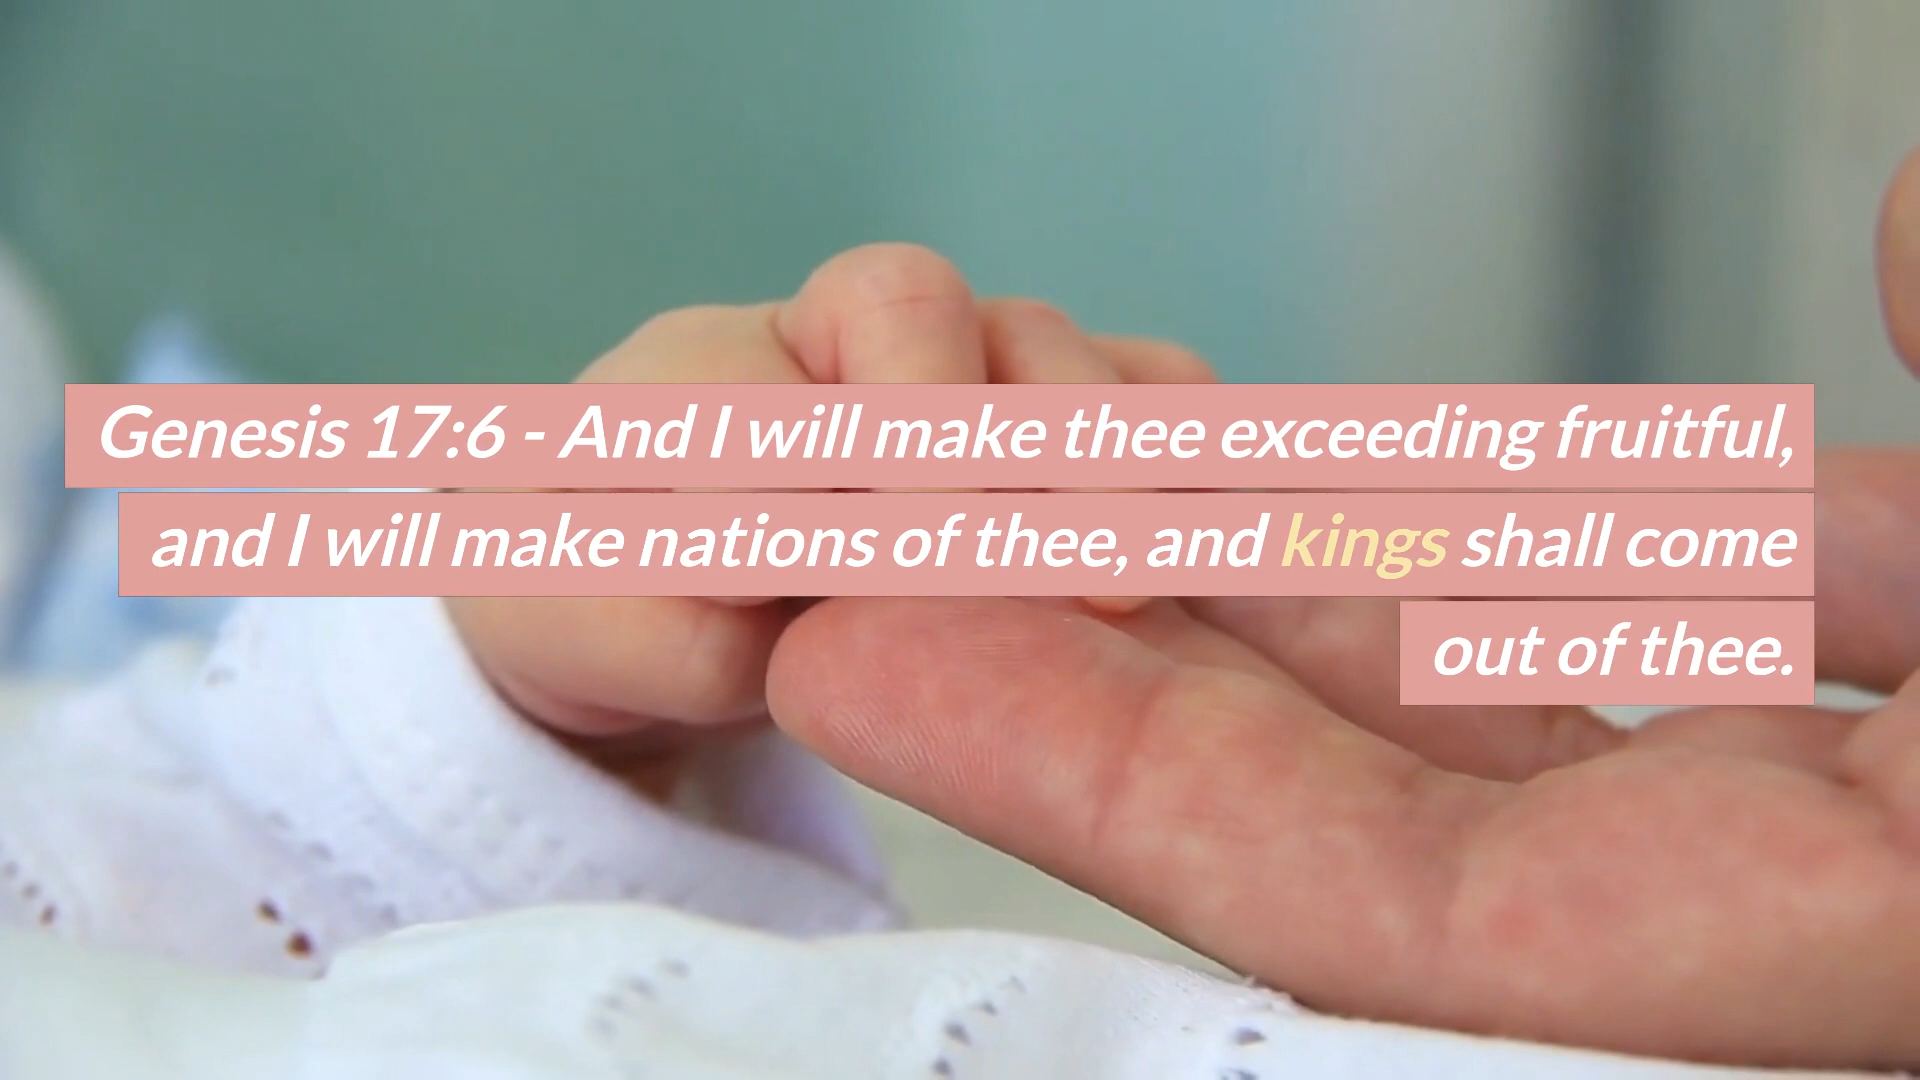 Genesis 17:6 - And I will make thee exceeding fruitful,
and I will make nations of thee, and kings shall come
out of thee.